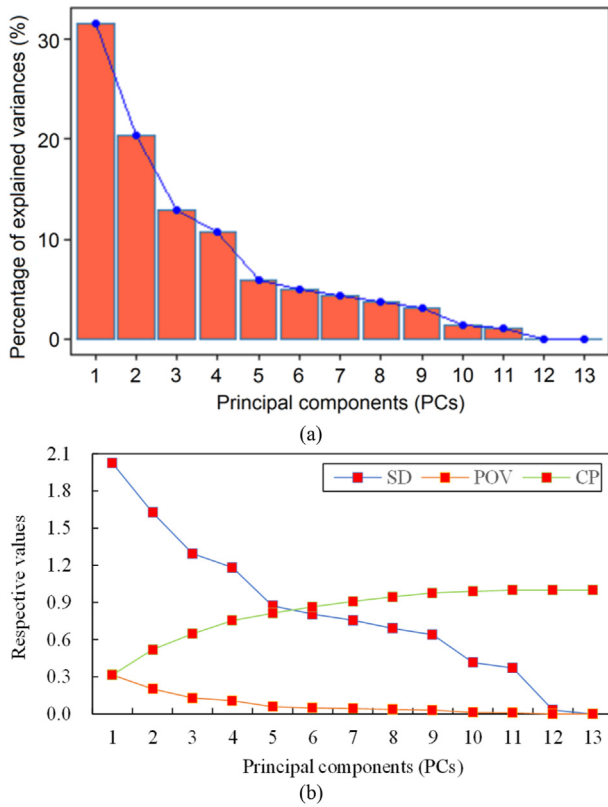 (a)
Percentage of explained variances (%)
30
20
10
0
1 2 3 4 5 6 7 8 9 10 11 12 13
Principal components (PCs)
(a)
2.1
1.8
1.5
1.2
0.9
0.6
0.3
0.0
Respective values
SD POV CP
1 2 3 4 5 6 7 8 9 10 11 12 13
Principal components (PCs)
(b)